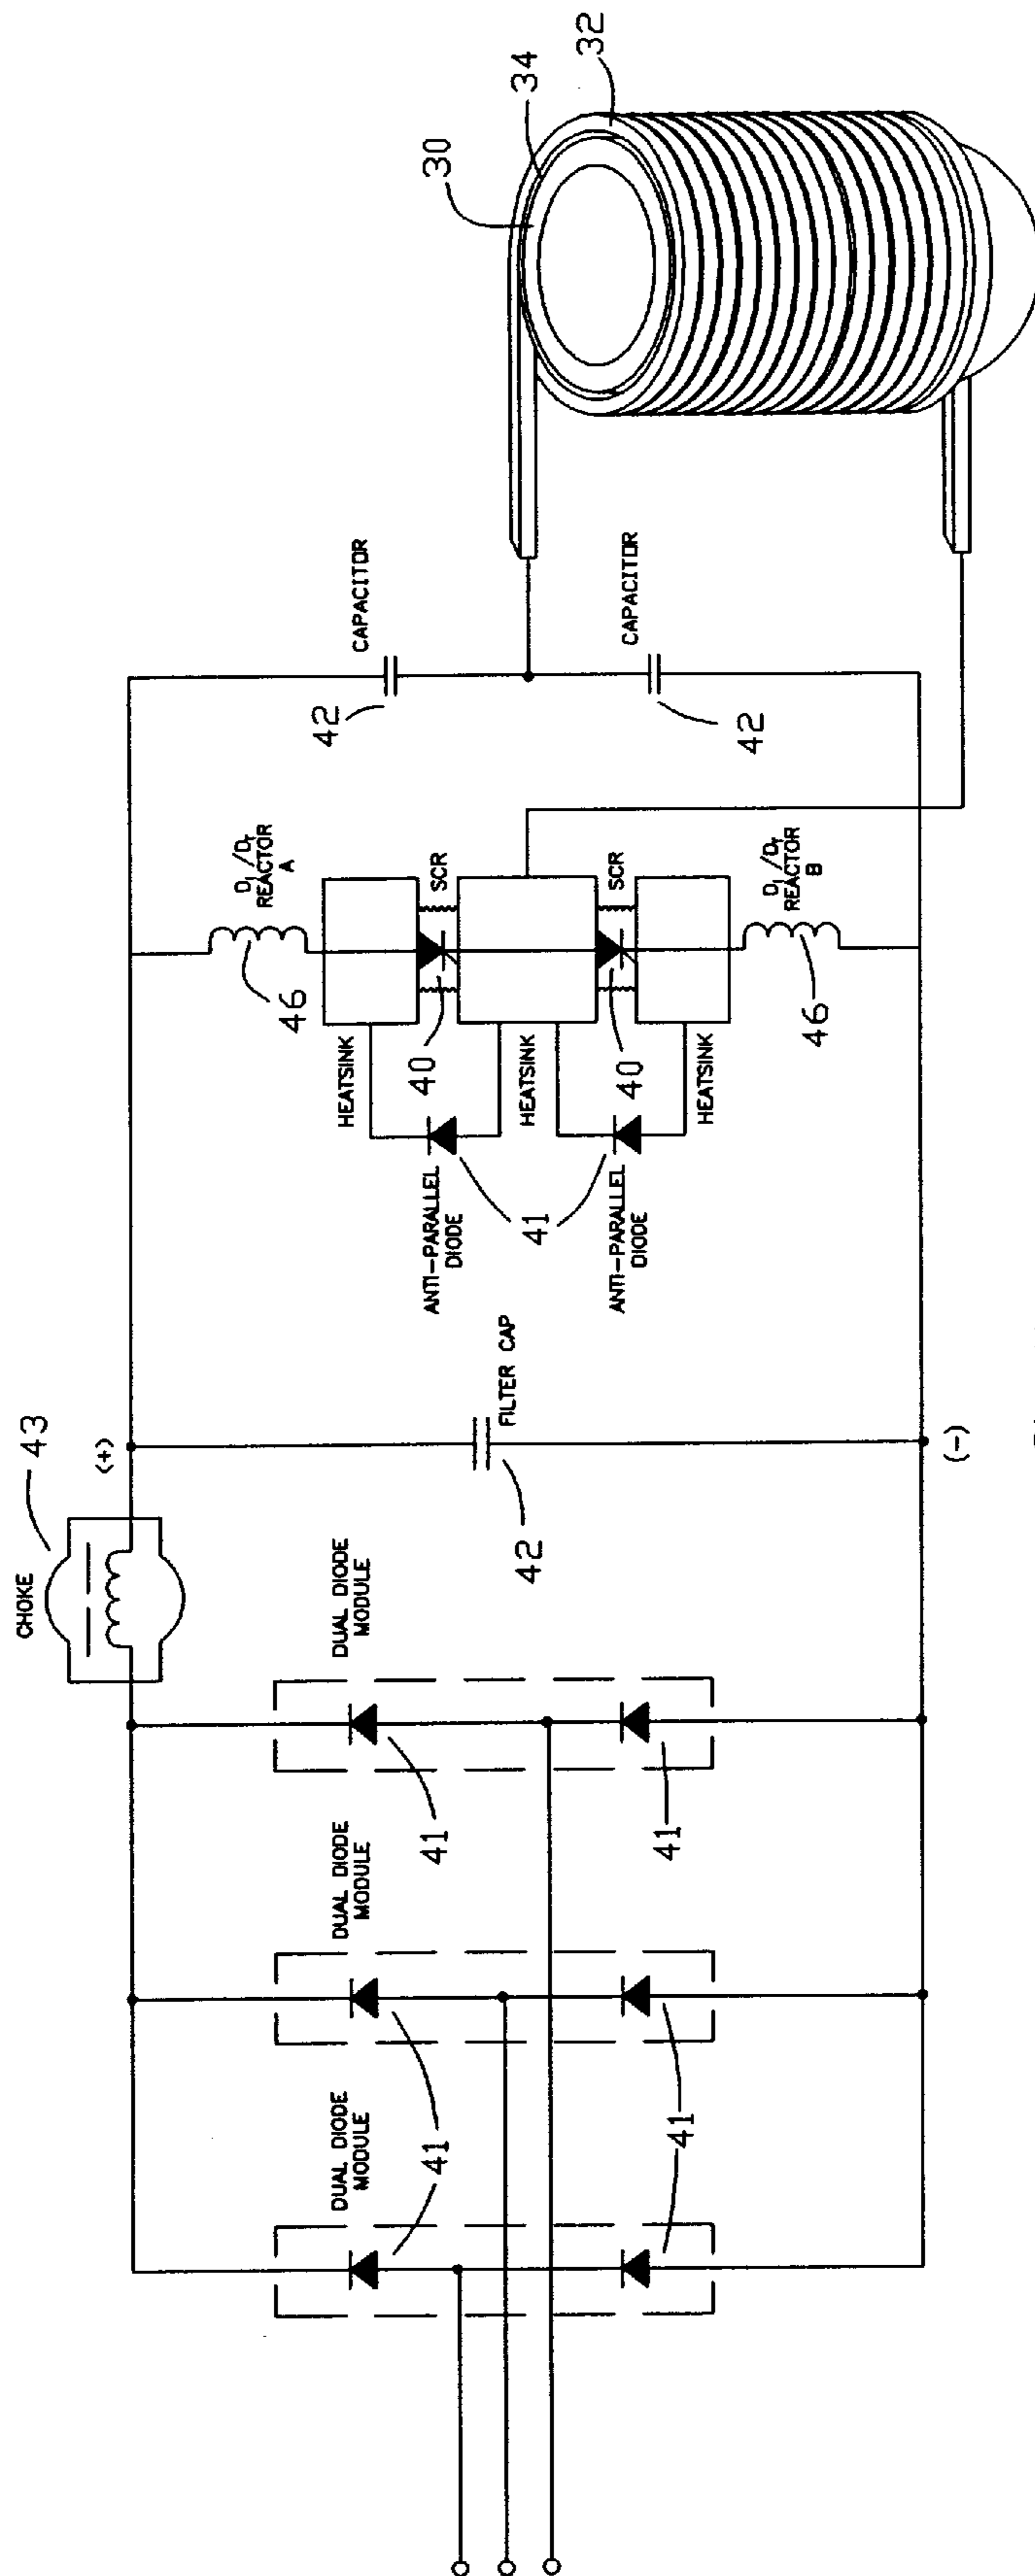 CHOKE
43
(+)
DUAL DIODE
MODULE
41
41
DUAL DIODE
MODULE
41
41
DUAL DIODE
MODULE
41
FILTER CAP
42
(-)
ANTI-PARALLEL
DIODE
41
ANTI-PARALLEL
DIODE
HEATSINK
HEATSINK
HEATSINK
40
40
SCR
SCR
DI/DT
REACTOR
A
46
DI/DT
REACTOR
B
46
CAPACITOR
42
CAPACITOR
42
30
34
32